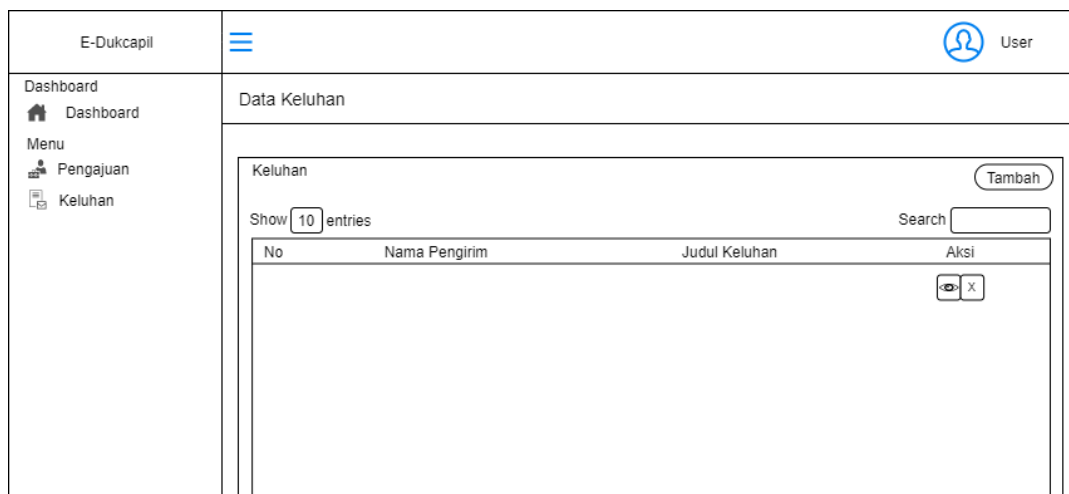 E-Dukcapil
User
Dashboard
Dashboard
Menu
Pengajuan
Keluhan
Data Keluhan
Keluhan
Tambah
Show 10 entries
Search
No Nama Pengirim Judul Keluhan Aksi
X